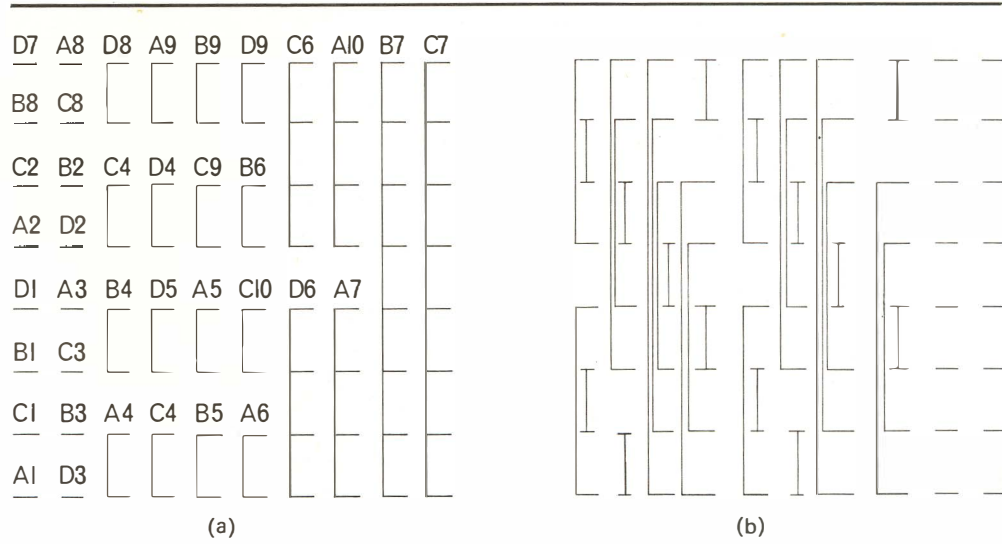 D7 A8 D8 A9 B9 D9 C6 A10 B7 C7
B8 C8
C2 B2 C4 D4 C9 B6
A2 D2
D1 A3 B4 D5 A5 C10 D6 A7
B1 C3
C1 B3 A4 C4 B5 A6
A1 D3
(a) (b)